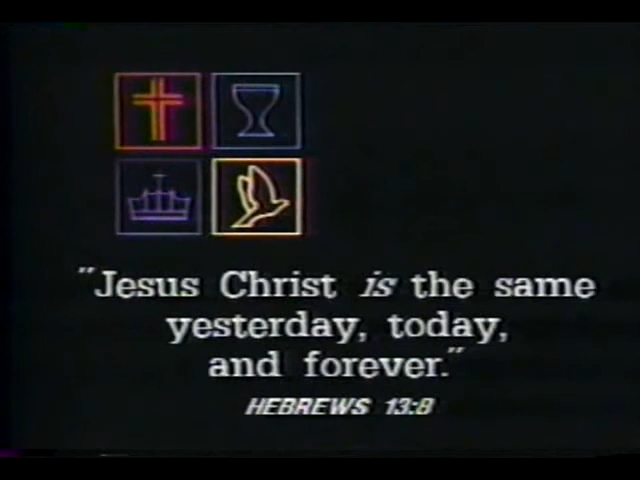 "Jesus Christ is the same
yesterday, today,
and forever."
HEBREWS 13:8